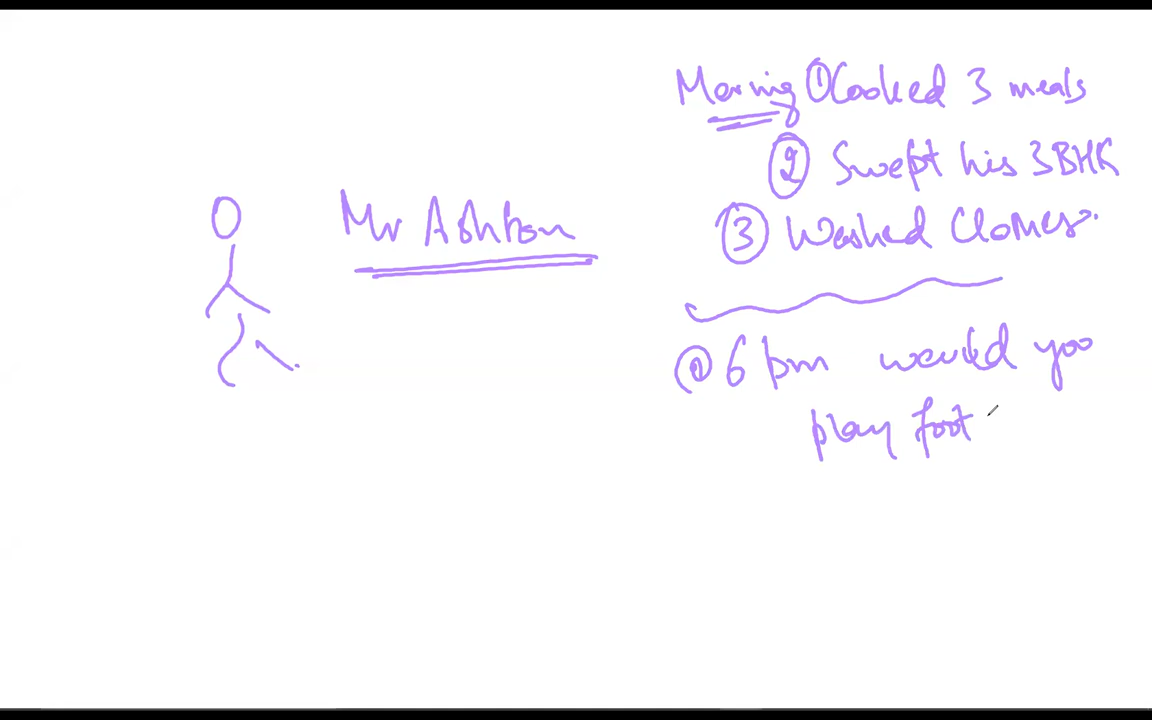 Morning ① Cooked 3 meals
② Swept his 3BHK
Mr Ashton
③ Washed Clothes.
@ 6 pm would you
play foot